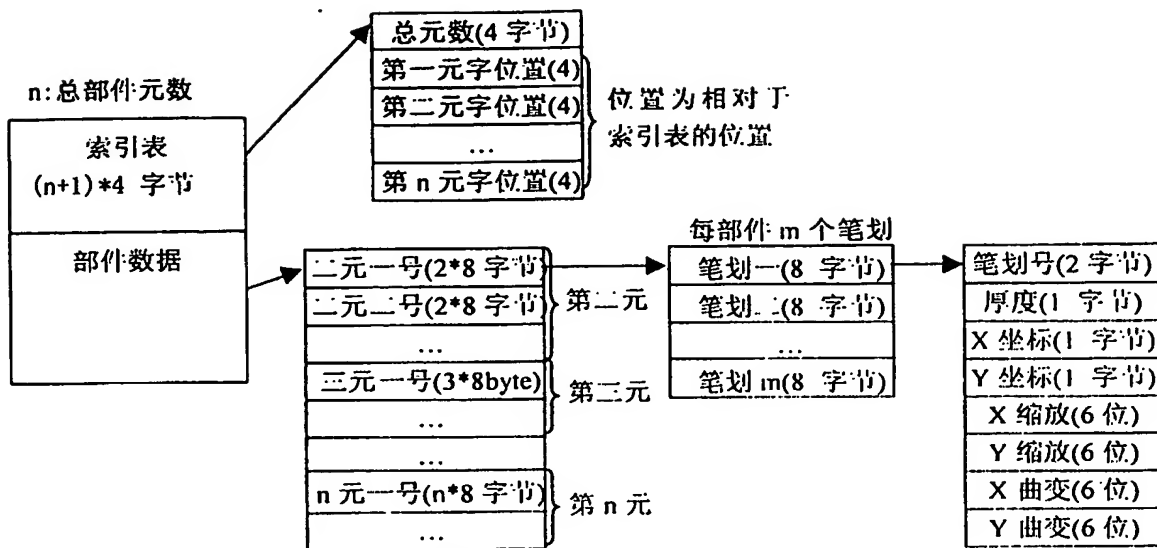 总元数(4 字节)
第一元字位置(4)
第二元字位置(4)
...
第 n 元字位置(4)
位置为相对于
索引表的位置
n:总部件元数
索引表
(n+1)*4 字节
部件数据
二元一号(2*8 字节
二元二号(2*8 字节
...
第二元
三元一号(3*8byte)
...
第三元
...
n 元一号(n*8 字节)
...
第 n 元
每部件 m 个笔划
笔划一(8 字节)
笔划二(8 字节)
...
笔划 m(8 字节)
笔划号(2 字节)
厚度(1 字节)
X 坐标(1 字节)
Y 坐标(1 字节)
X 缩放(6 位)
Y 缩放(6 位)
X 曲变(6 位)
Y 曲变(6 位)